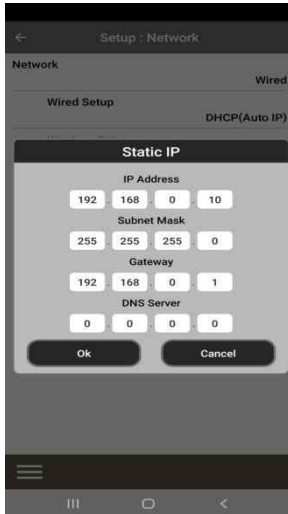 Setup : Network
Network
Wired
Wired Setup
DHCP(Auto IP)
Static IP
IP Address
192 . 168 . 0 . 10
Subnet Mask
255 . 255 . 255 . 0
Gateway
192 . 168 . 0 . 1
DNS Server
0 . 0 . 0 . 0
Ok Cancel